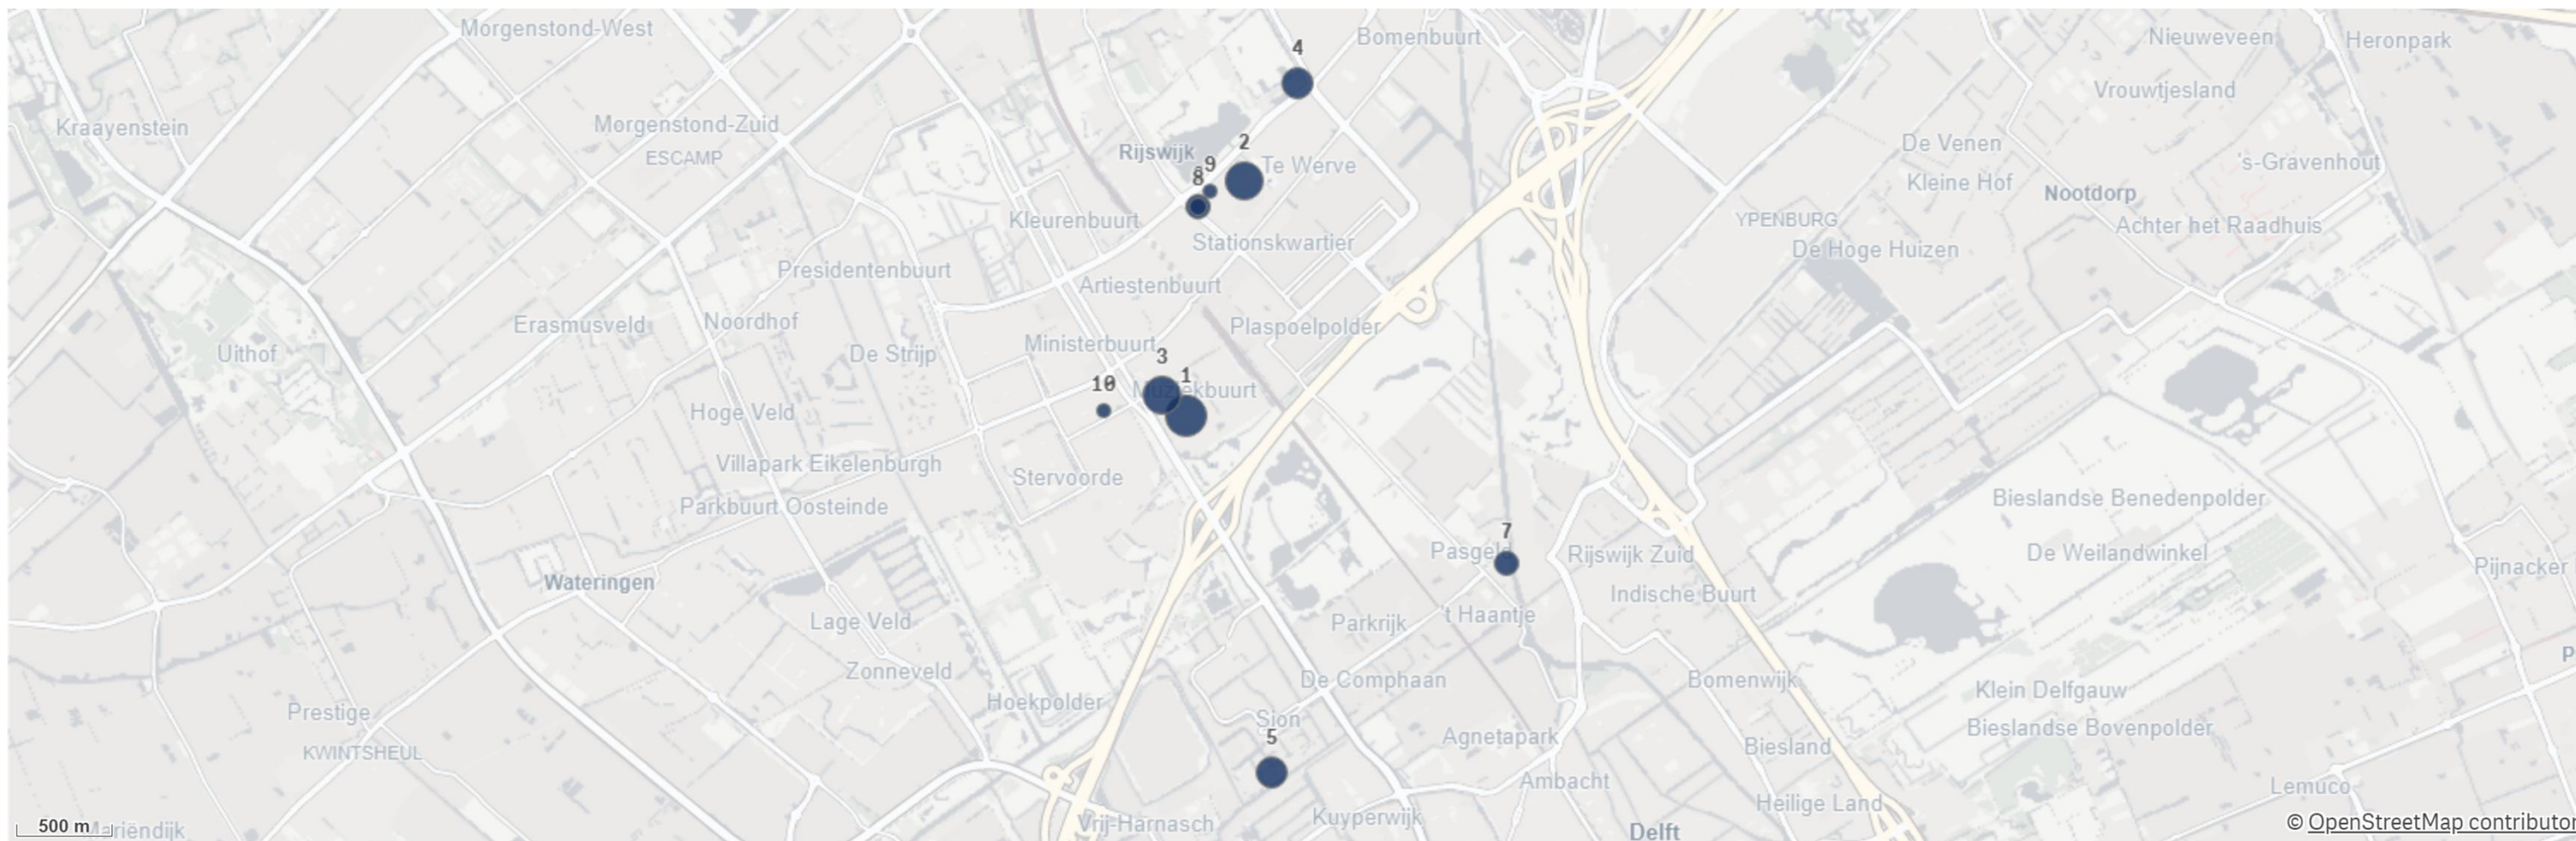 Morgenstond-West
4
Bomenbuurt
Nieuweveen
Heronpark
Vrouwtjesland
Kraayenstein
Morgenstond-Zuid
ESCAMP
Rijswijk
2
Te Werve
9
8
De Venen
's-Gravenhout
Kleine Hof
Nootdorp
Kleurenbuurt
YPENBURG
Achter het Raadhuis
Stationskwartier
De Hoge Huizen
Presidentenbuurt
Artiestenbuurt
Erasmusveld
Noordhof
Plaspoelpolder
Uithof
De Strijp
Ministerbuurt
3
1
10
Muziekbuurt
Hoge Veld
Villapark Eikelenburgh
Stervoorde
Parkbuurt Oosteinde
Bieslandse Benedenpolder
7
Pasgeld
Rijswijk Zuid
De Weilandwinkel
Pijnacker
Wateringen
Indische Buurt
Lage Veld
Parkrijk
't Haantje
Zonneveld
De Comphaan
Bomenwijk
Klein Delfgauw
Hoekpolder
Prestige
Sion
Bieslandse Bovenpolder
5
Agnetapark
Biesland
KWINTSHEUL
Ambacht
Lemuco
Heilige Land
500 m
Mariëndijk
Vrij-Harnasch
Kuyperwijk
Delft
© OpenStreetMap contributor